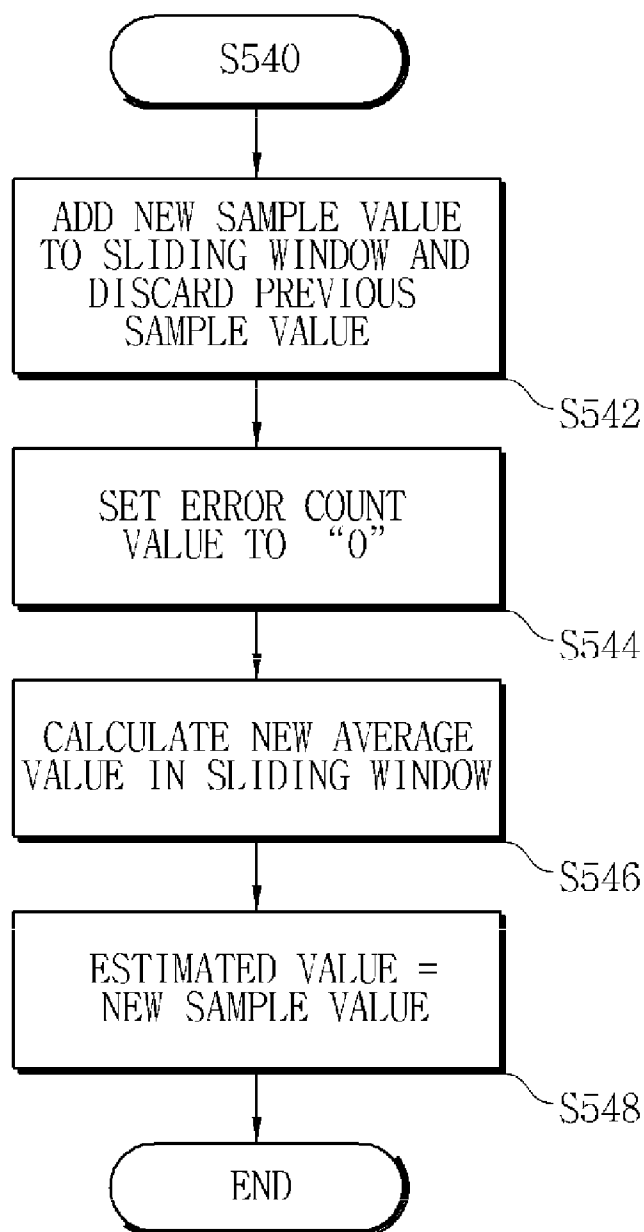 S540
ADD NEW SAMPLE VALUE
TO SLIDING WINDOW AND
DISCARD PREVIOUS
SAMPLE VALUE
S542
SET ERROR COUNT
VALUE TO “0”
S544
CALCULATE NEW AVERAGE
VALUE IN SLIDING WINDOW
S546
ESTIMATED VALUE =
NEW SAMPLE VALUE
S548
END